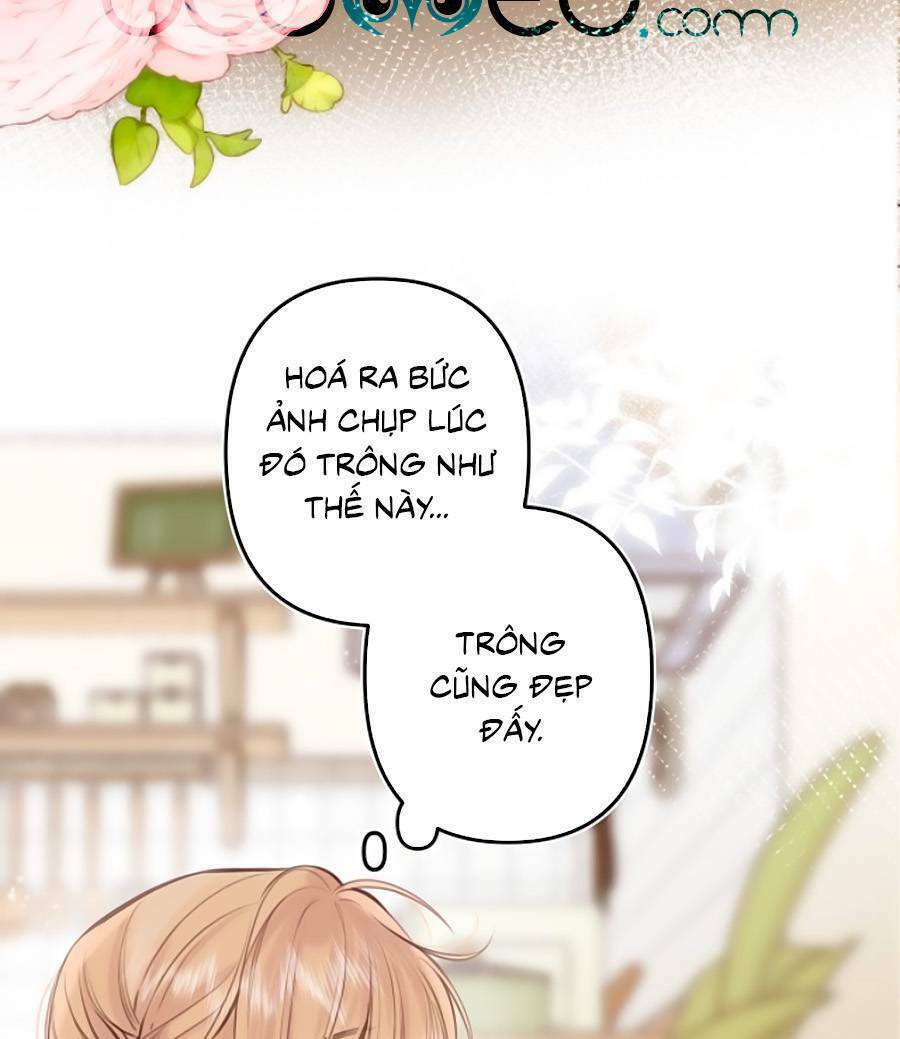 .com
HOÁ RA BỨC
ẢNH CHỤP LÚC
ĐÓ TRÔNG NHƯ
THẾ NÀY...
TRÔNG
CŨNG ĐẸP
ĐẤY.